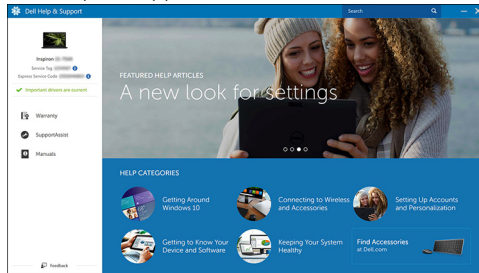 Dell Help & Support
Search
Inspiron
Service Tag
Express Service Code
Important drivers are current
Warranty
SupportAssist
Manuals
Feedback
FEATURED HELP ARTICLES
A new look for settings
HELP CATEGORIES
Getting Around
Windows 10
Connecting to Wireless
and Accessories
Setting Up Accounts
and Personalization
Getting to Know Your
Device and Software
Keeping Your System
Healthy
Find Accessories
at Dell.com